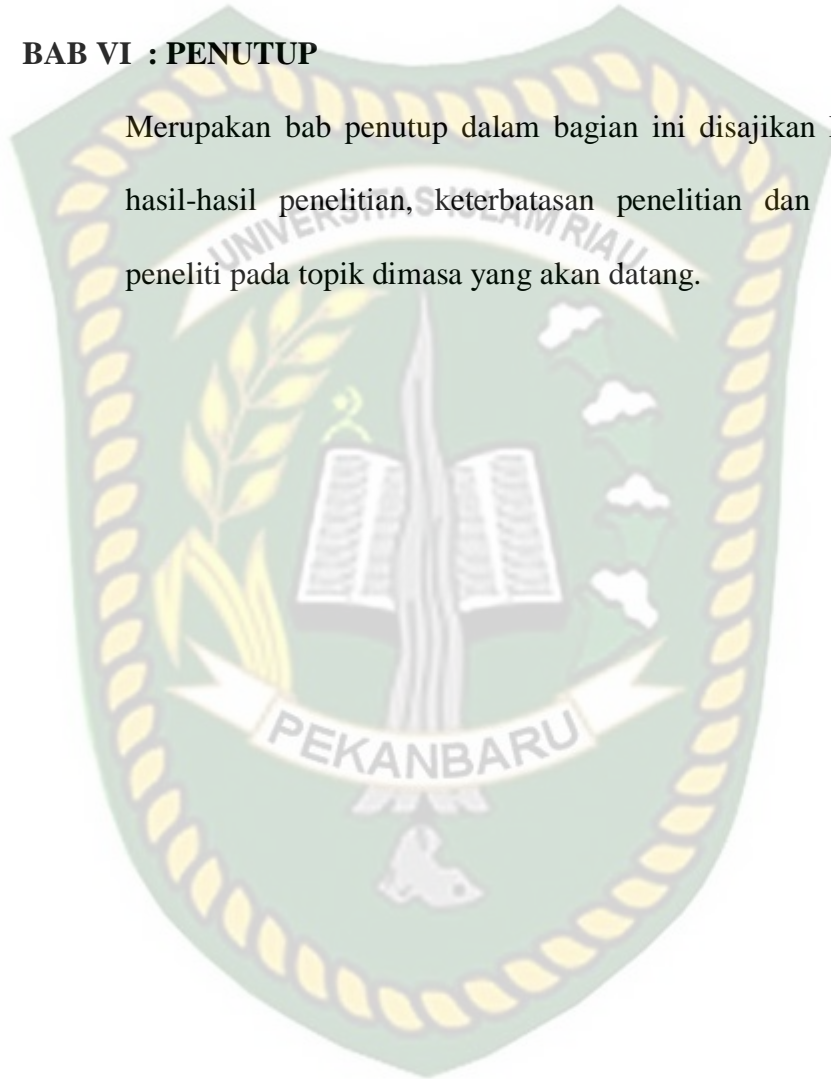 BAB VI : PENUTUP
Merupakan bab penutup dalam bagian ini disajikan
hasil-hasil penelitian, keterbatasan penelitian dan
peneliti pada topik dimasa yang akan datang.
UNIVERSITAS ISLAM RIAU
PEKANBARU